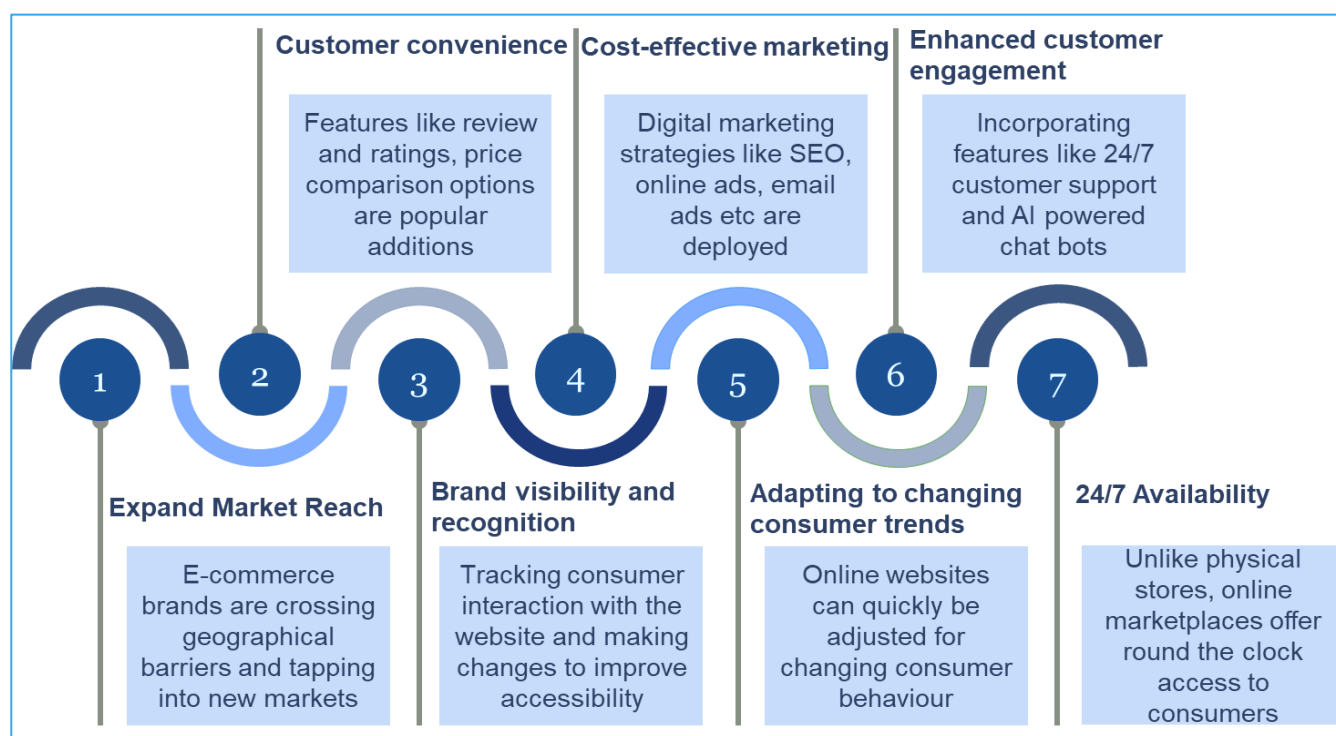 1
Expand Market Reach
E-commerce
brands are crossing
geographical
barriers and tapping
into new markets
2
Customer convenience
Features like review
and ratings, price
comparison options
are popular
additions
3
Brand visibility and
recognition
Tracking consumer
interaction with the
website and making
changes to improve
accessibility
4
Cost-effective marketing
Digital marketing
strategies like SEO,
online ads, email
ads etc are
deployed
5
Adapting to changing
consumer trends
Online websites
can quickly be
adjusted for
changing consumer
behaviour
6
Enhanced customer
engagement
Incorporating
features like 24/7
customer support
and AI powered
chat bots
7
24/7 Availability
Unlike physical
stores, online
marketplaces offer
round the clock
access to
consumers